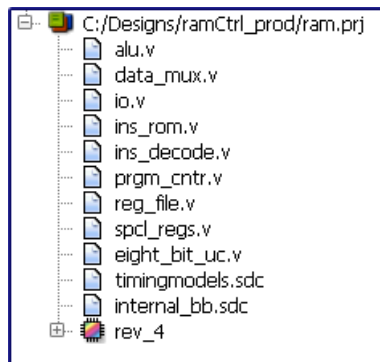 C:/Designs/ramCtrl_prod/ram.prj
alu.v
data_mux.v
io.v
ins_rom.v
ins_decode.v
prgm_cntr.v
reg_file.v
spcl_regs.v
eight_bit_uc.v
timingmodels.sdc
internal_bb.sdc
rev_4